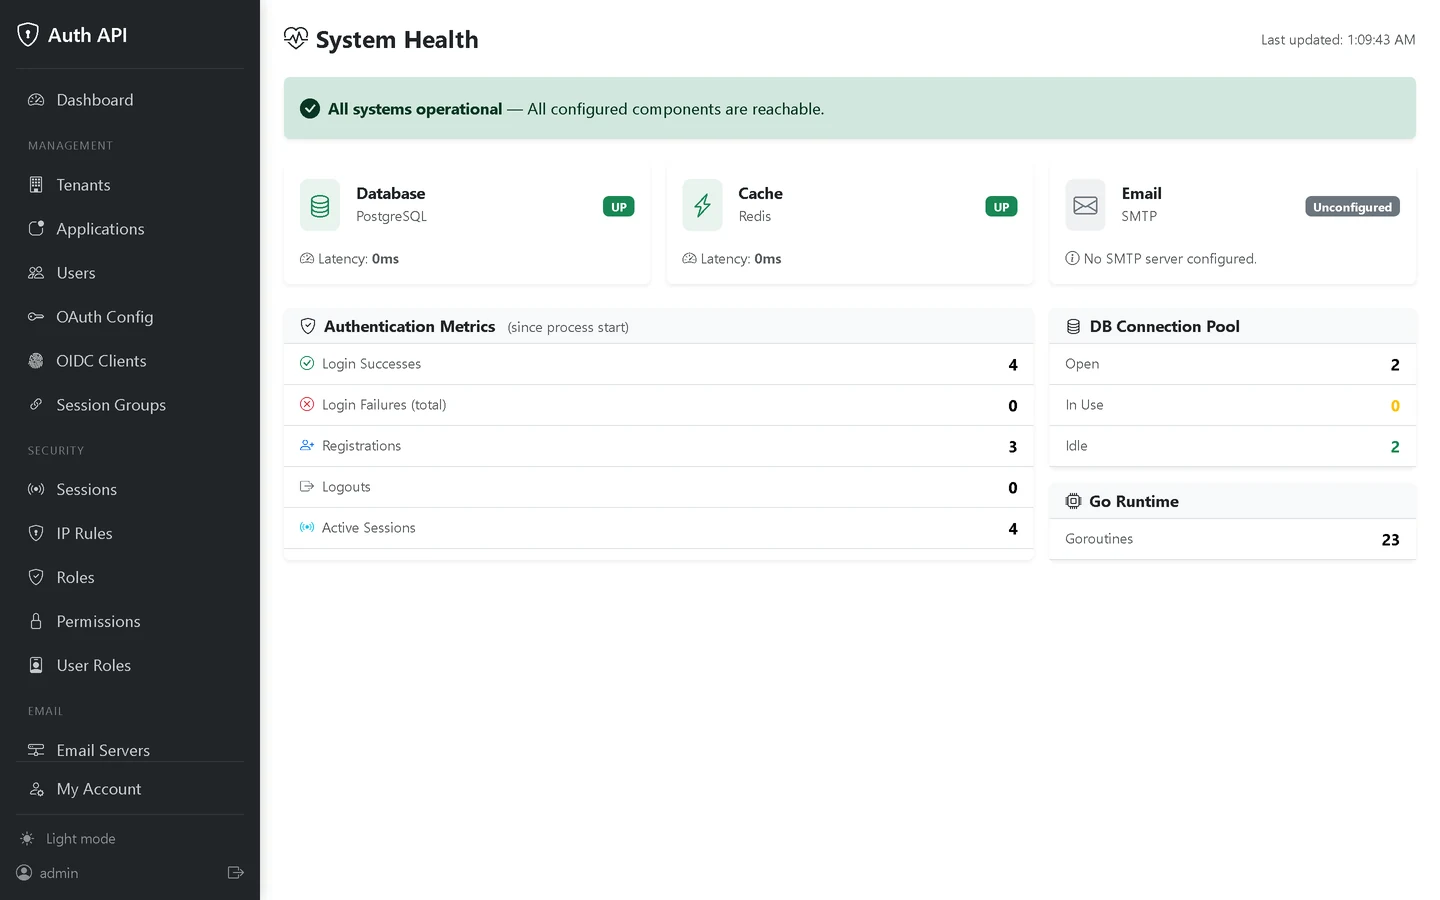 Auth API
Dashboard
MANAGEMENT
Tenants
Applications
Users
OAuth Config
OIDC Clients
Session Groups
SECURITY
Sessions
IP Rules
Roles
Permissions
User Roles
EMAIL
Email Servers
My Account
Light mode
admin
System Health
Last updated: 1:09:43 AM
All systems operational — All configured components are reachable.
Database
PostgreSQL
UP
Latency: 0ms
Cache
Redis
UP
Latency: 0ms
Email
SMTP
Unconfigured
No SMTP server configured.
Authentication Metrics (since process start)
Login Successes 4
Login Failures (total) 0
Registrations 3
Logouts 0
Active Sessions 4
DB Connection Pool
Open 2
In Use 0
Idle 2
Go Runtime
Goroutines 23